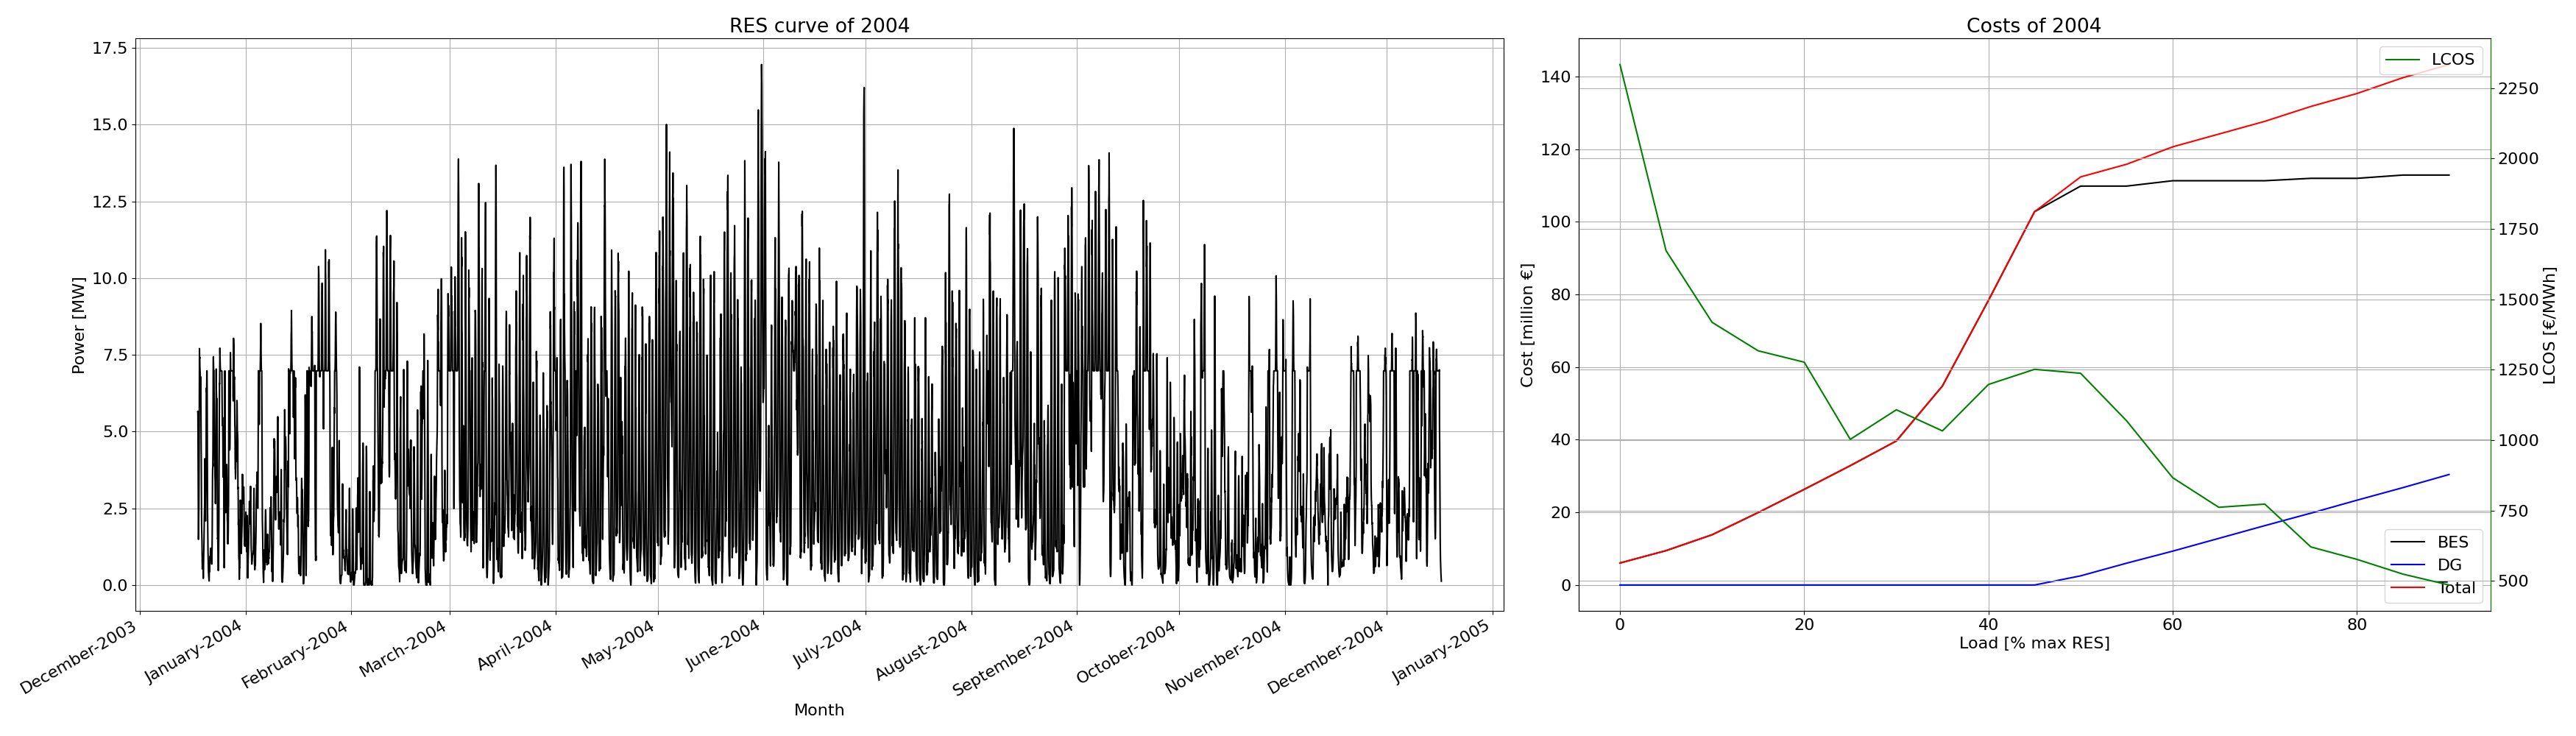 RES curve of 2004
17.5
15.0
12.5
10.0
7.5
5.0
2.5
0.0
Power [MW]
December-2003
January-2004
February-2004
March-2004
April-2004
May-2004
June-2004
July-2004
August-2004
September-2004
October-2004
November-2004
December-2004
January-2005
Month
Costs of 2004
140
120
100
80
60
40
20
0
Cost [million €]
LCOS
2250
2000
1750
1500
1250
1000
750
500
LCOS [€/MWh]
BES
DG
Total
0
20
40
60
80
Load [% max RES]